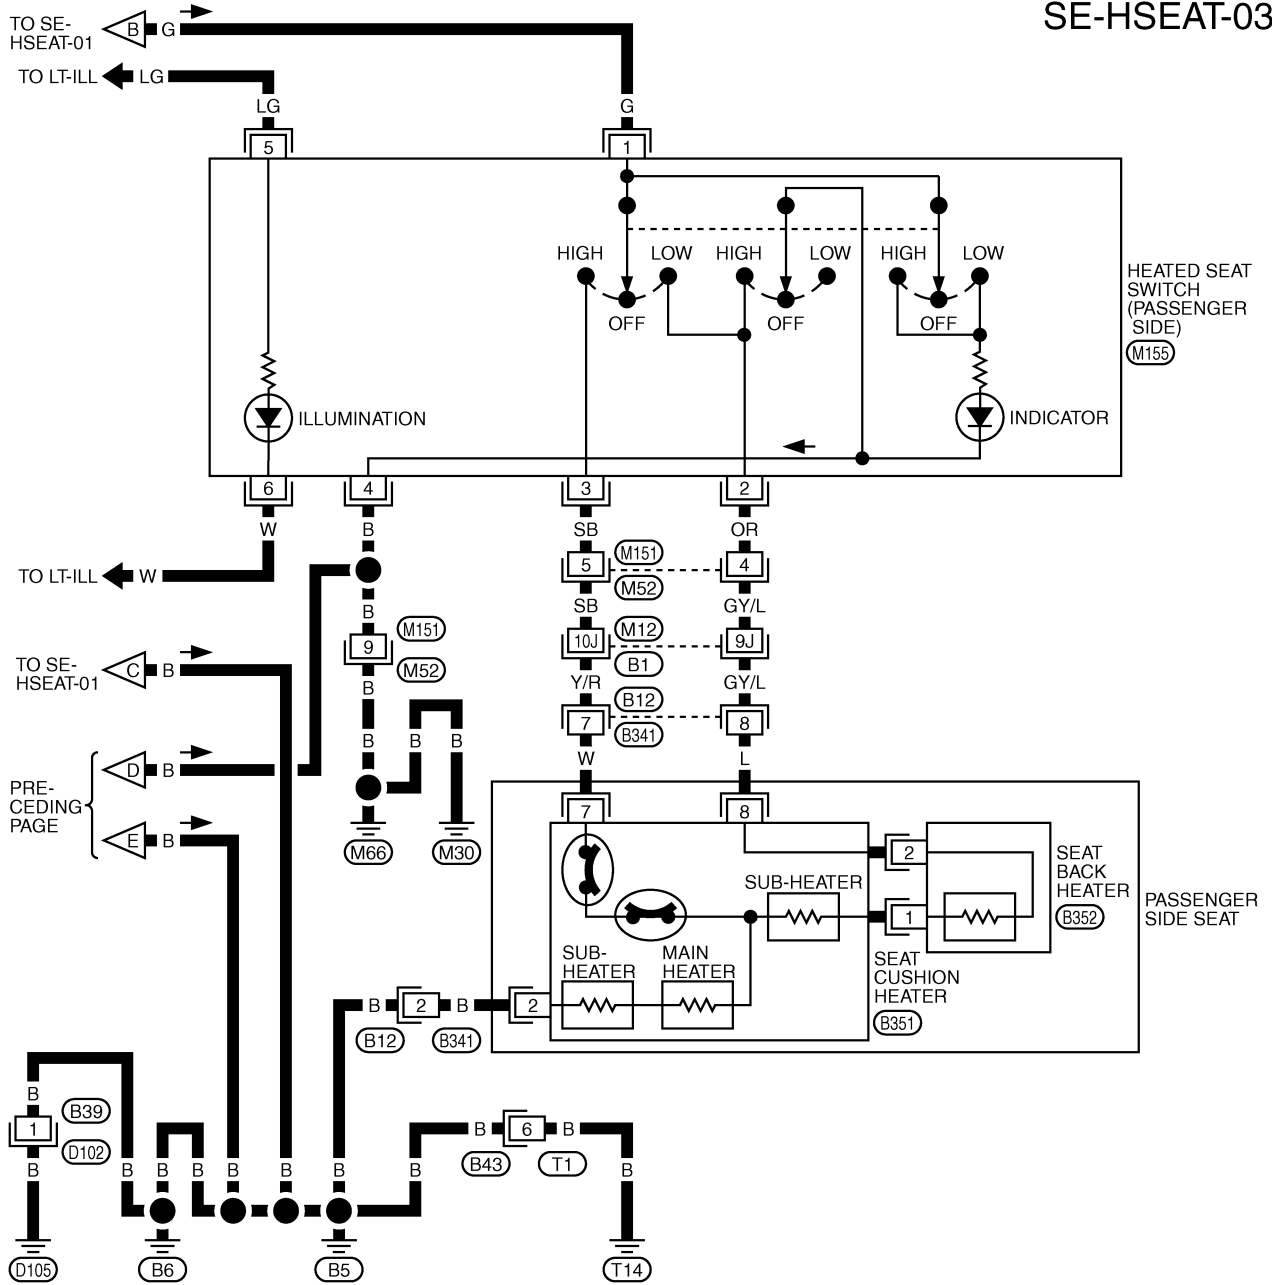 SE-HSEAT-03
TO SE-
HSEAT-01
B
G
TO LT-ILL
LG
LG
G
5
1
HIGH
LOW
HIGH
LOW
HIGH
LOW
OFF
OFF
OFF
HEATED SEAT
SWITCH
(PASSENGER
SIDE)
M155
ILLUMINATION
INDICATOR
6
4
3
2
W
B
SB
OR
TO LT-ILL
W
5
M151
M52
4
B
SB
GY/L
9
M151
M52
10J
M12
B1
9J
TO SE-
HSEAT-01
C
B
B
Y/R
GY/L
7
B12
B341
8
B
B
B
W
L
PRE-
CEDING
PAGE
D
B
E
B
M66
M30
7
8
2
SEAT
BACK
HEATER
B352
SUB-HEATER
1
PASSENGER
SIDE SEAT
SUB-
HEATER
MAIN
HEATER
SEAT
CUSHION
HEATER
B351
B
2
B
2
B12
B341
B
1
B39
D102
B
6
B
B43
T1
B
B
B
B
B
B
B
B
B
D105
B6
B5
T14